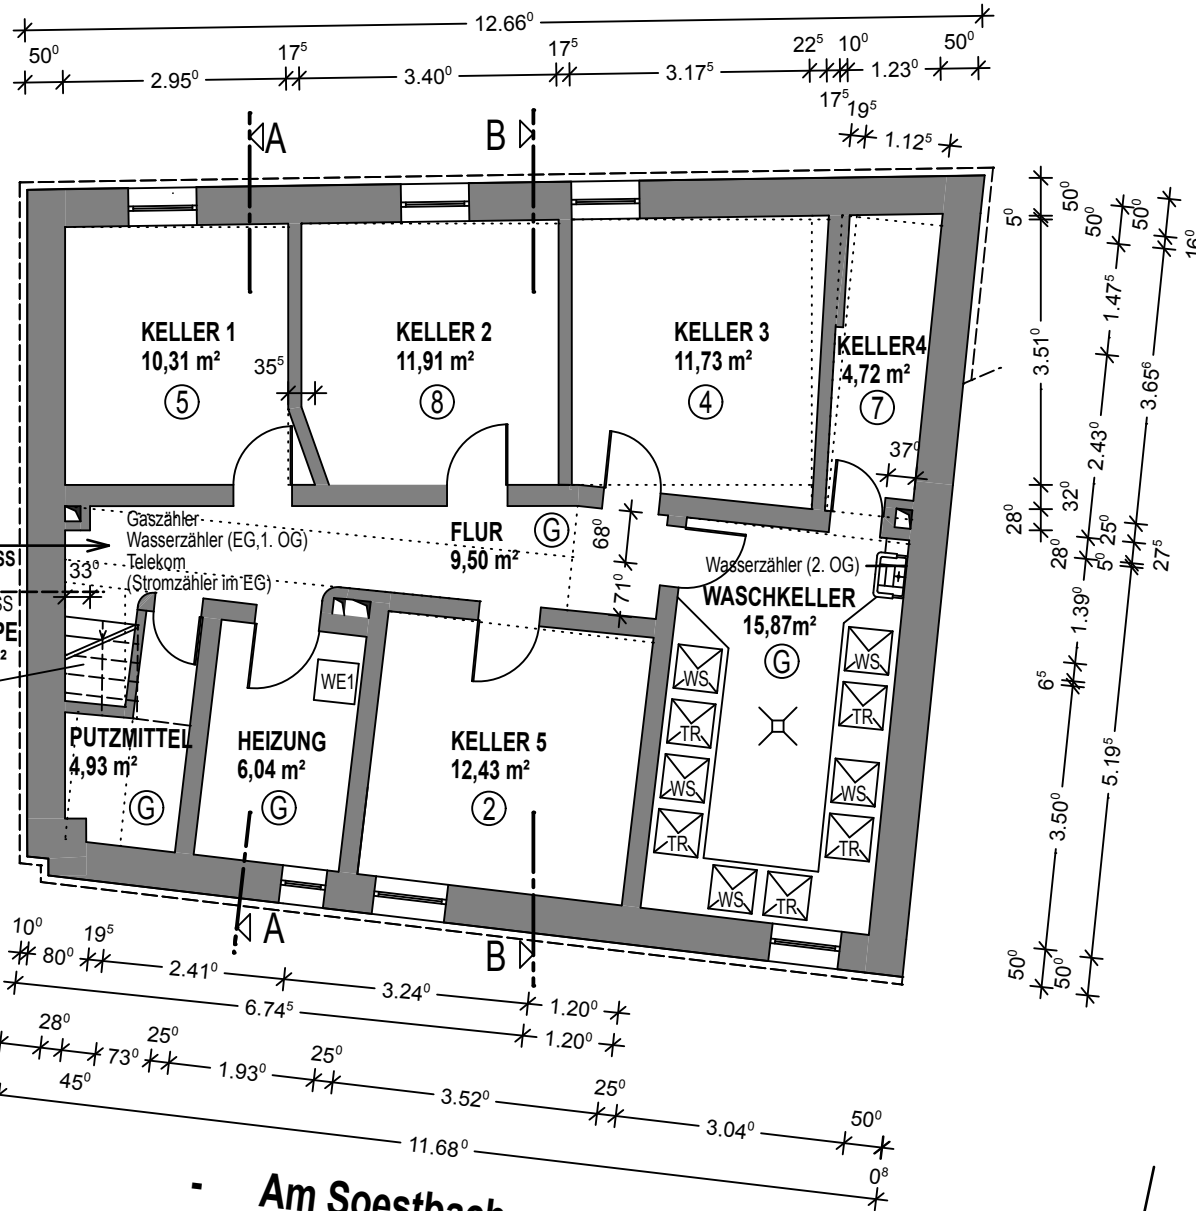 12.66⁰
50⁰ 17⁵ 17⁵ 22⁵ 10⁰ 50⁰
2.95⁰ 3.40⁰ 3.17⁵ 1.23⁰
17⁵ 19⁵
1.12⁵
A B
KELLER 1
10,31 m²
5
35⁵
KELLER 2
11,91 m²
8
KELLER 3
11,73 m²
4
KELLER4
4,72 m²
7
37⁰
Gaszähler
Wasserzähler (EG,1. OG)
Telekom
(Stromzähler im EG)
33⁰
FLUR
9,50 m²
G
68⁰
71⁰
Wasserzähler (2. OG)
WASCHKELLER
15,87m²
G
WS WS
TR TR
WS WS
TR TR
WS TR
WE1
PUTZMITTEL
4,93 m²
G
HEIZUNG
6,04 m²
G
KELLER 5
12,43 m²
2
A
B
5⁰ 50⁰ 50⁰ 50⁰ 16⁰
3.51⁰ 1.47⁵ 3.65⁶
2.43⁰
28⁰ 32⁰ 28⁰ 25⁰ 5⁰ 27⁵
1.39⁰
6⁵
3.50⁰ 5.19⁵
50⁰ 50⁰
10⁰ 80⁰ 19⁵ 2.41⁰ 3.24⁰ 1.20⁰
6.74⁵ 1.20⁰
28⁰ 73⁰ 25⁰ 1.93⁰ 25⁰ 3.52⁰ 25⁰ 3.04⁰ 50⁰
45⁰
11.68⁰
0⁸
- Am Soestbach